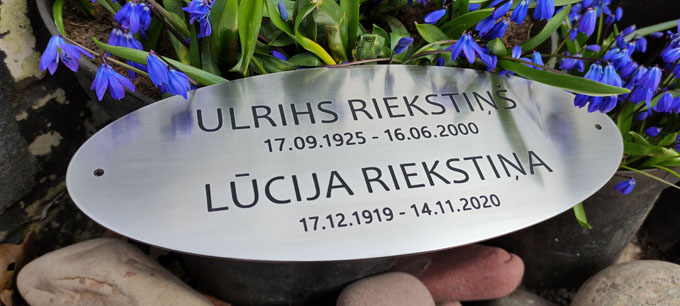 ULRIHS RIEKSTIŅŠ
17.09.1925 - 16.06.2000
LŪCIJA RIEKSTIŅA
17.12.1919 - 14.11.2020